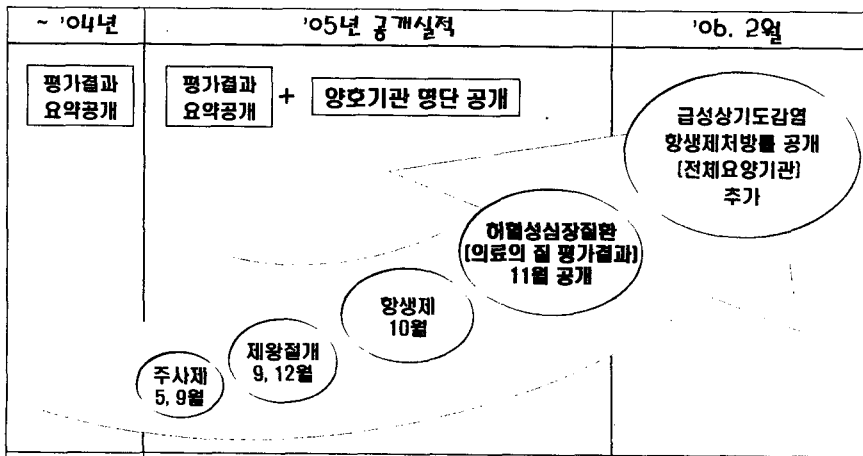 ~ '04년
'05년 공개실적
'06. 2월
평가결과
요약공개
평가결과
요약공개
+
양호기관 명단 공개
급성상기도감염
항생제처방률 공개
(전체요양기관)
추가
허혈성심장질환
(의료의 질 평가결과)
11월 공개
항생제
10월
제왕절개
9, 12월
주사제
5, 9월